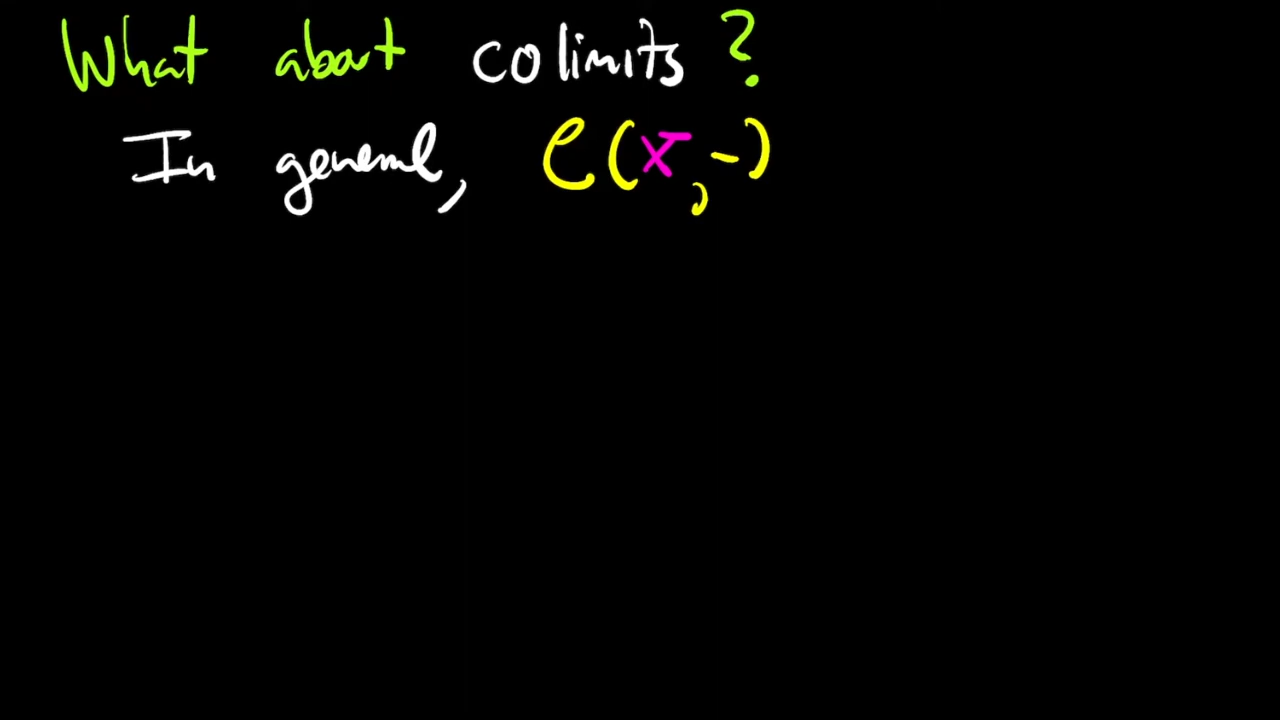 What about colimits?
In general, C(X,-)